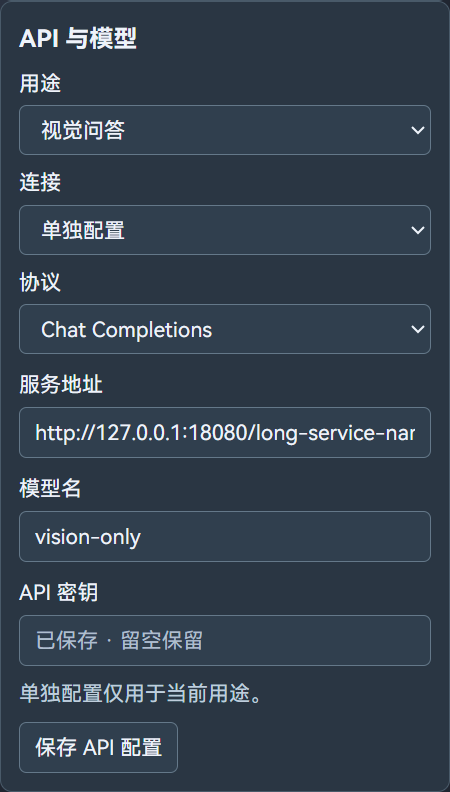 API 与模型
用途
视觉问答
连接
单独配置
协议
Chat Completions
服务地址
http://127.0.0.1:18080/long-service-nar
模型名
vision-only
API 密钥
已保存 · 留空保留
单独配置仅用于当前用途。
保存 API 配置